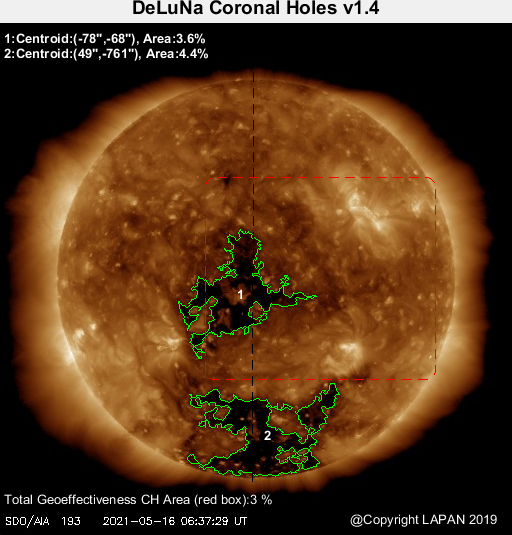 DeLuNa Coronal Holes v1.4
1:Centroid:(-78",-68"), Area:3.6%
2:Centroid:(49",-761"), Area:4.4%
1
2
Total Geoeffectiveness CH Area (red box):3 %
SDO/AIA 193 2021-05-16 06:37:29 UT
@Copyright LAPAN 2019